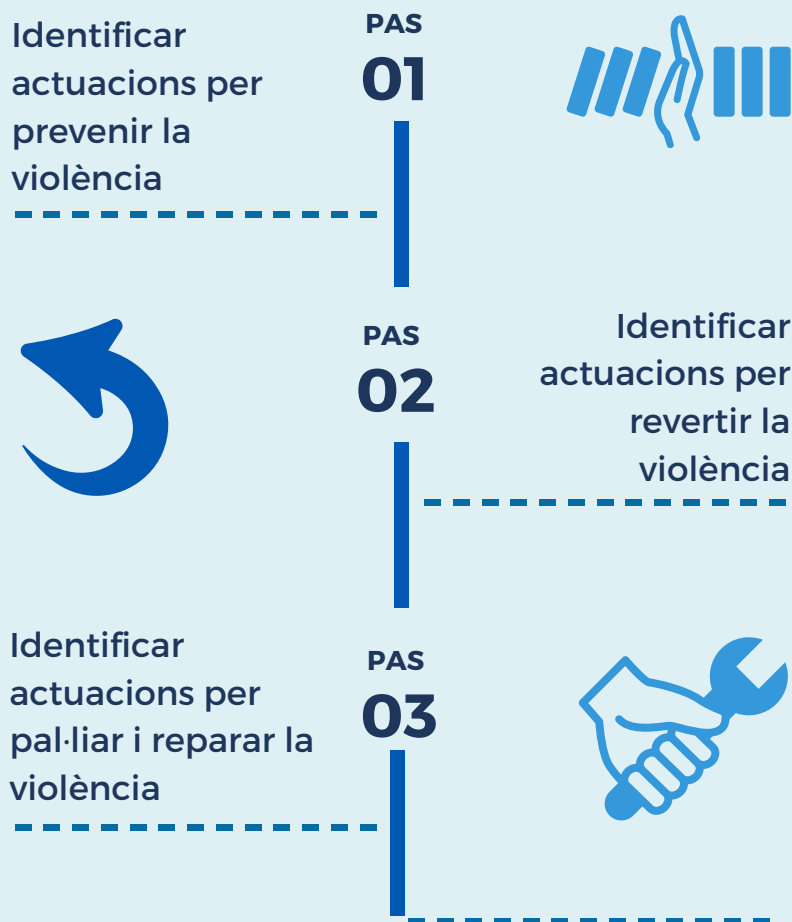 Identificar
actuacions per
prevenir la
violència
PAS
01
PAS
02
Identificar
actuacions per
revertir la
violència
Identificar
actuacions per
pal·liar i reparar la
violència
PAS
03